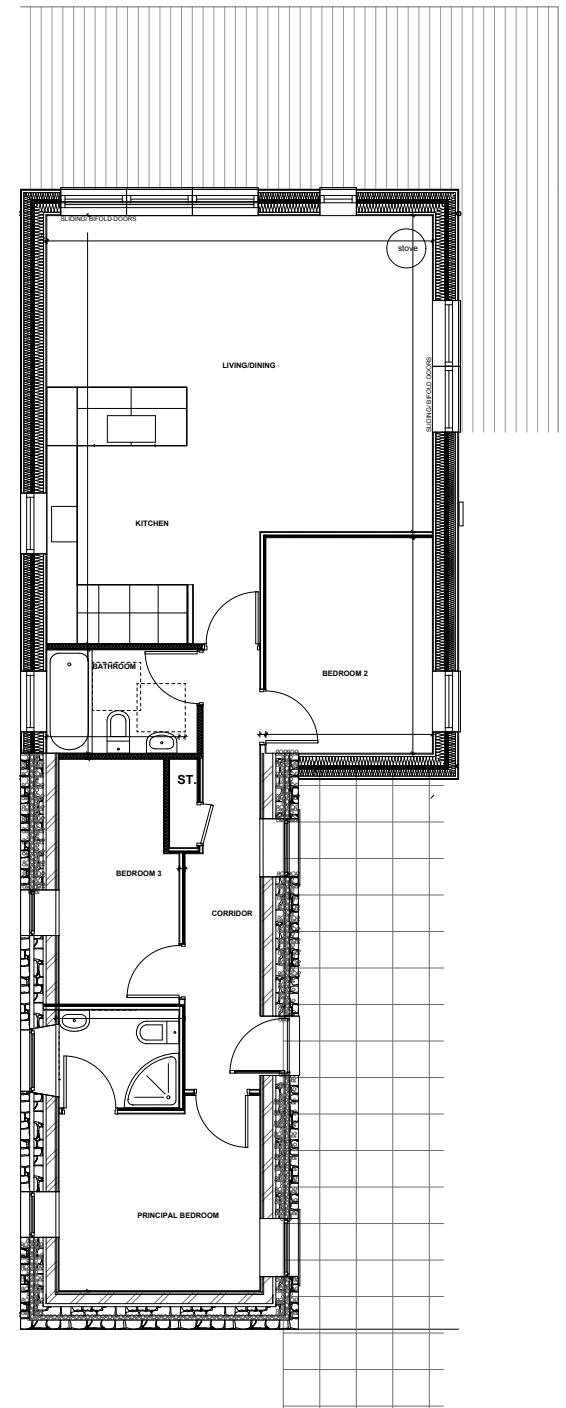 SLIDING/ BIFOLD DOORS
stove
LIVING/DINING
SLIDING/ BIFOLD DOORS
KITCHEN
BATHROOM
BEDROOM 2
ST.
BEDROOM 3
CORRIDOR
PRINCIPAL BEDROOM